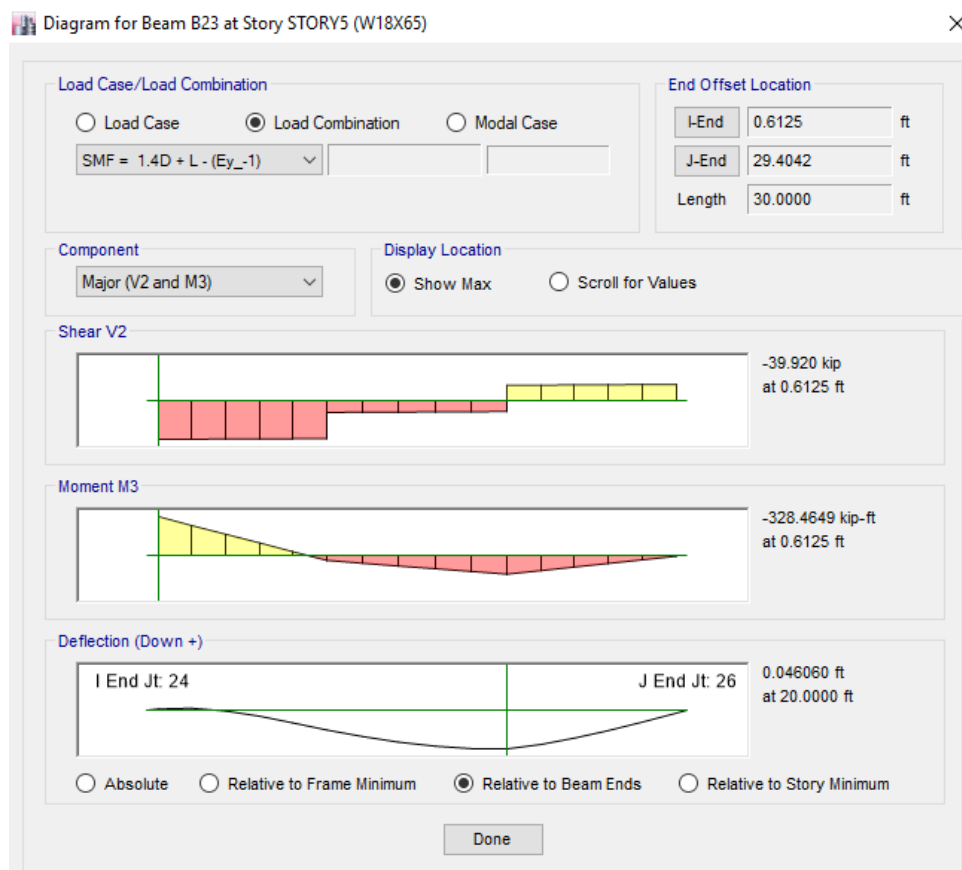 Diagram for Beam B23 at Story STORY5 (W18X65)
Load Case/Load Combination
Load Case Load Combination Modal Case
SMF = 1.4D + L - (Ey_-1)
End Offset Location
I-End 0.6125 ft
J-End 29.4042 ft
Length 30.0000 ft
Component
Major (V2 and M3)
Display Location
Show Max Scroll for Values
Shear V2
-39.920 kip
at 0.6125 ft
Moment M3
-328.4649 kip-ft
at 0.6125 ft
Deflection (Down +)
I End Jt: 24 J End Jt: 26
0.046060 ft
at 20.0000 ft
Absolute Relative to Frame Minimum Relative to Beam Ends Relative to Story Minimum
Done